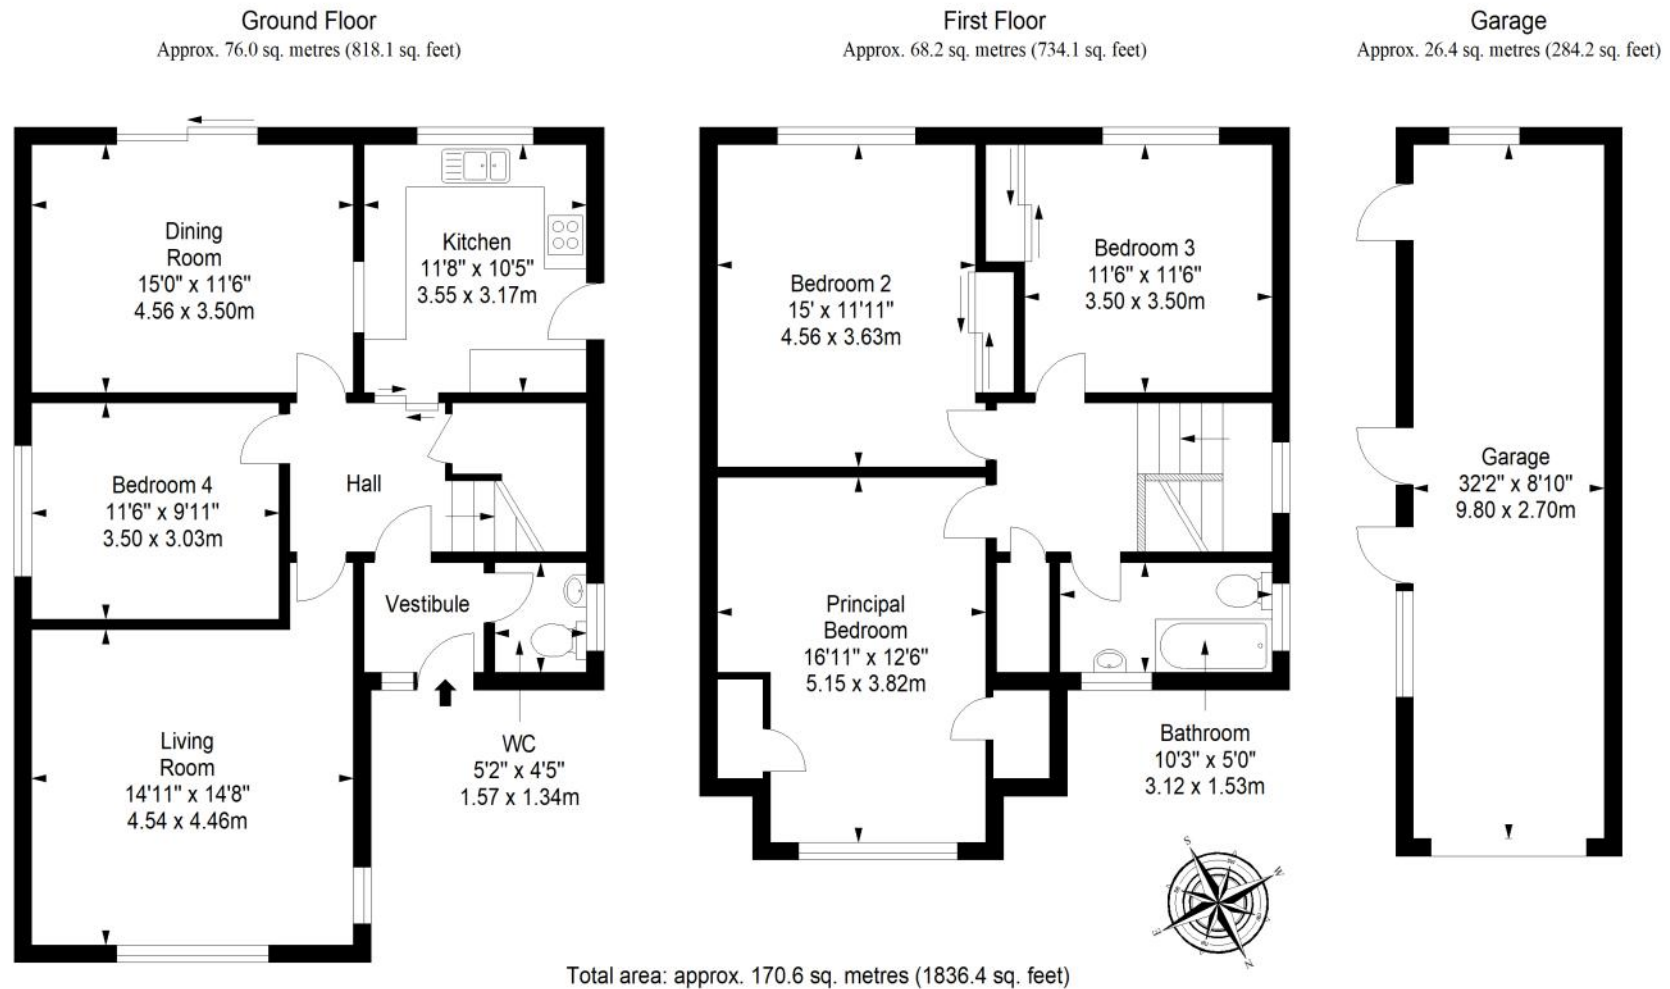 Ground Floor
Approx. 76.0 sq. metres (818.1 sq. feet)
First Floor
Approx. 68.2 sq. metres (734.1 sq. feet)
Garage
Approx. 26.4 sq. metres (284.2 sq. feet)
Dining
Room
15'0" x 11'6"
4.56 x 3.50m
Kitchen
11'8" x 10'5"
3.55 x 3.17m
Bedroom 4
11'6" x 9'11"
3.50 x 3.03m
Hall
Vestibule
Living
Room
14'11" x 14'8"
4.54 x 4.46m
WC
5'2" x 4'5"
1.57 x 1.34m
Bedroom 2
15' x 11'11"
4.56 x 3.63m
Bedroom 3
11'6" x 11'6"
3.50 x 3.50m
Principal
Bedroom
16'11" x 12'6"
5.15 x 3.82m
Bathroom
10'3" x 5'0"
3.12 x 1.53m
Garage
32'2" x 8'10"
9.80 x 2.70m
S
W
E
N
Total area: approx. 170.6 sq. metres (1836.4 sq. feet)